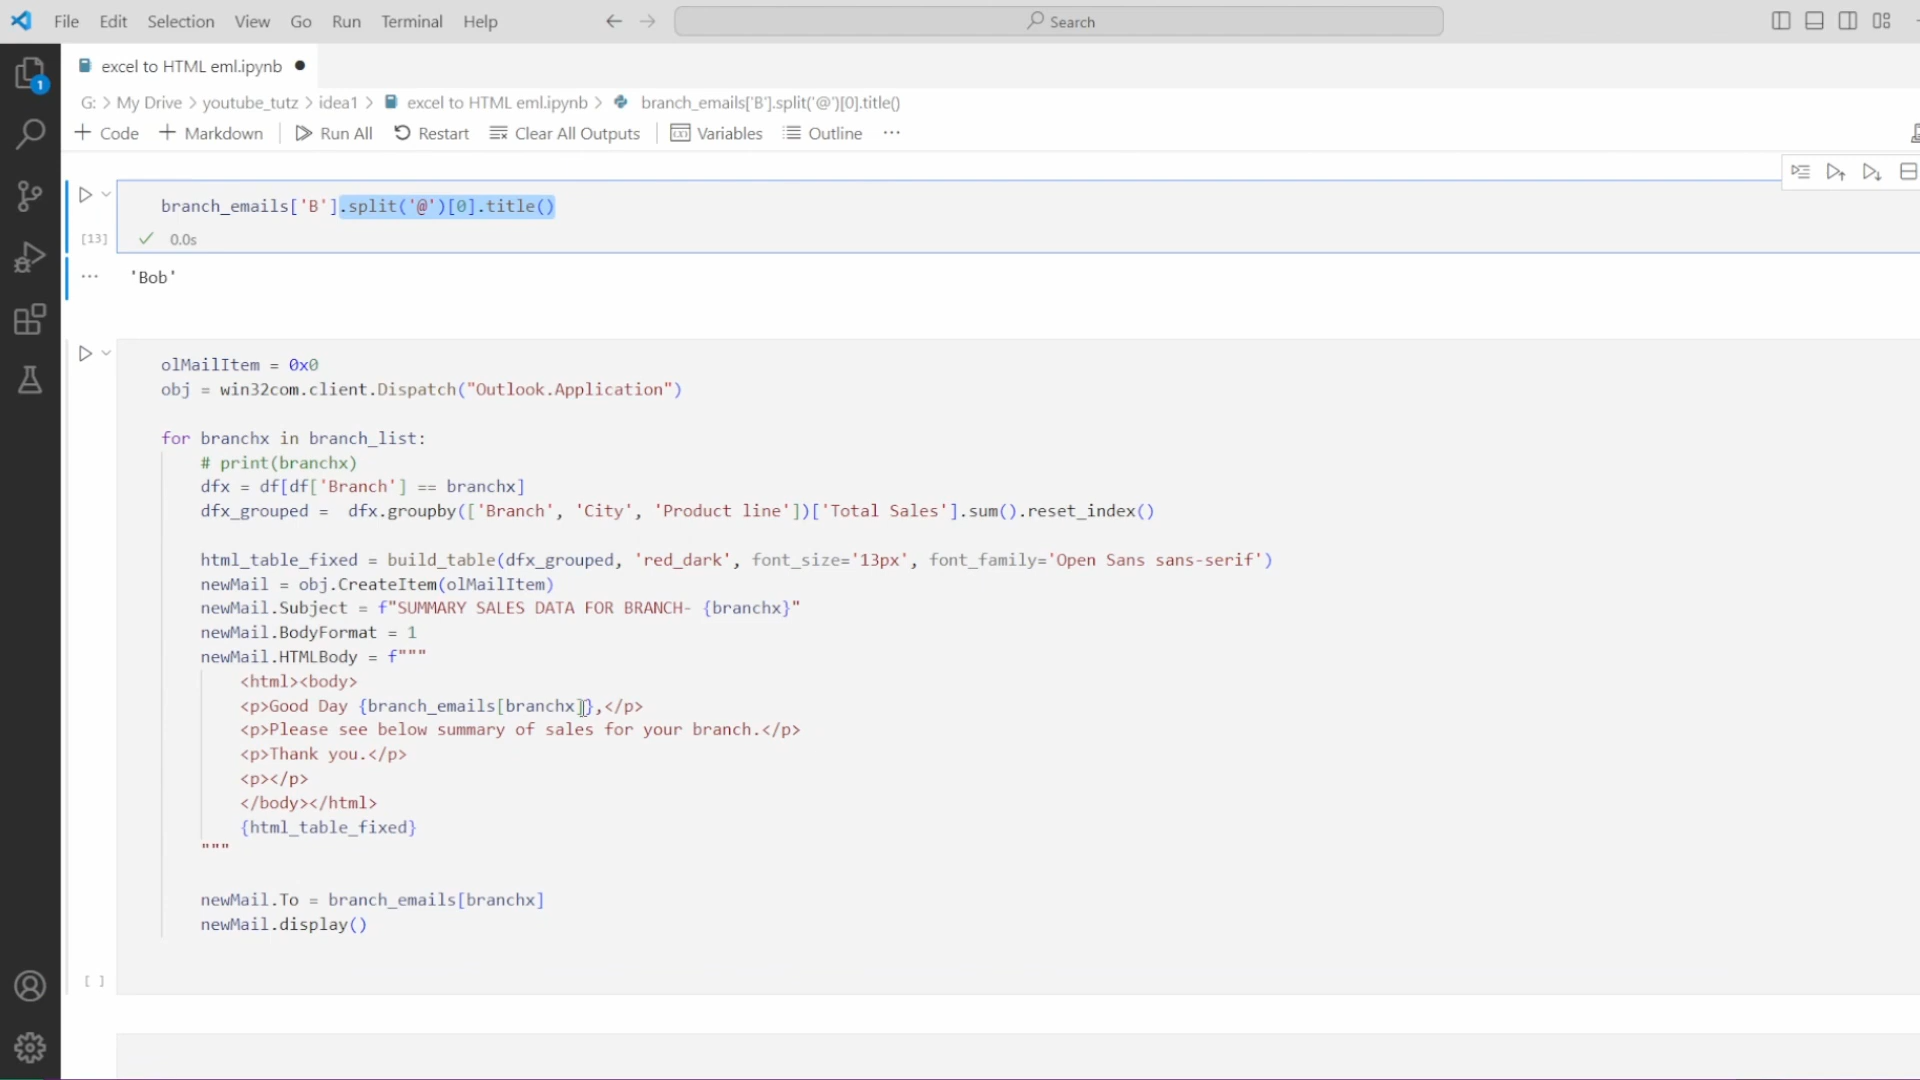 File Edit Selection View Go Run Terminal Help Search
excel to HTML eml.ipynb
G: > My Drive > youtube_tutz > idea1 > excel to HTML eml.ipynb > branch_emails['B'].split('@')[0].title()
+ Code + Markdown Run All Restart Clear All Outputs Variables Outline ...
1
branch_emails['B'].split('@')[0].title()
[13] 0.0s
... 'Bob'
olMailItem = 0x0
obj = win32com.client.Dispatch("Outlook.Application")
for branchx in branch_list:
# print(branchx)
dfx = df[df['Branch'] == branchx]
dfx_grouped =  dfx.groupby(['Branch', 'City', 'Product line'])['Total Sales'].sum().reset_index()
html_table_fixed = build_table(dfx_grouped, 'red_dark', font_size='13px', font_family='Open Sans sans-serif')
newMail = obj.CreateItem(olMailItem)
newMail.Subject = f"SUMMARY SALES DATA FOR BRANCH- {branchx}"
newMail.BodyFormat = 1
newMail.HTMLBody = f"""
<html><body>
<p>Good Day {branch_emails[branchx]},</p>
<p>Please see below summary of sales for your branch.</p>
<p>Thank you.</p>
<p></p>
</body></html>
{html_table_fixed}
"""
newMail.To = branch_emails[branchx]
newMail.display()
[ ]